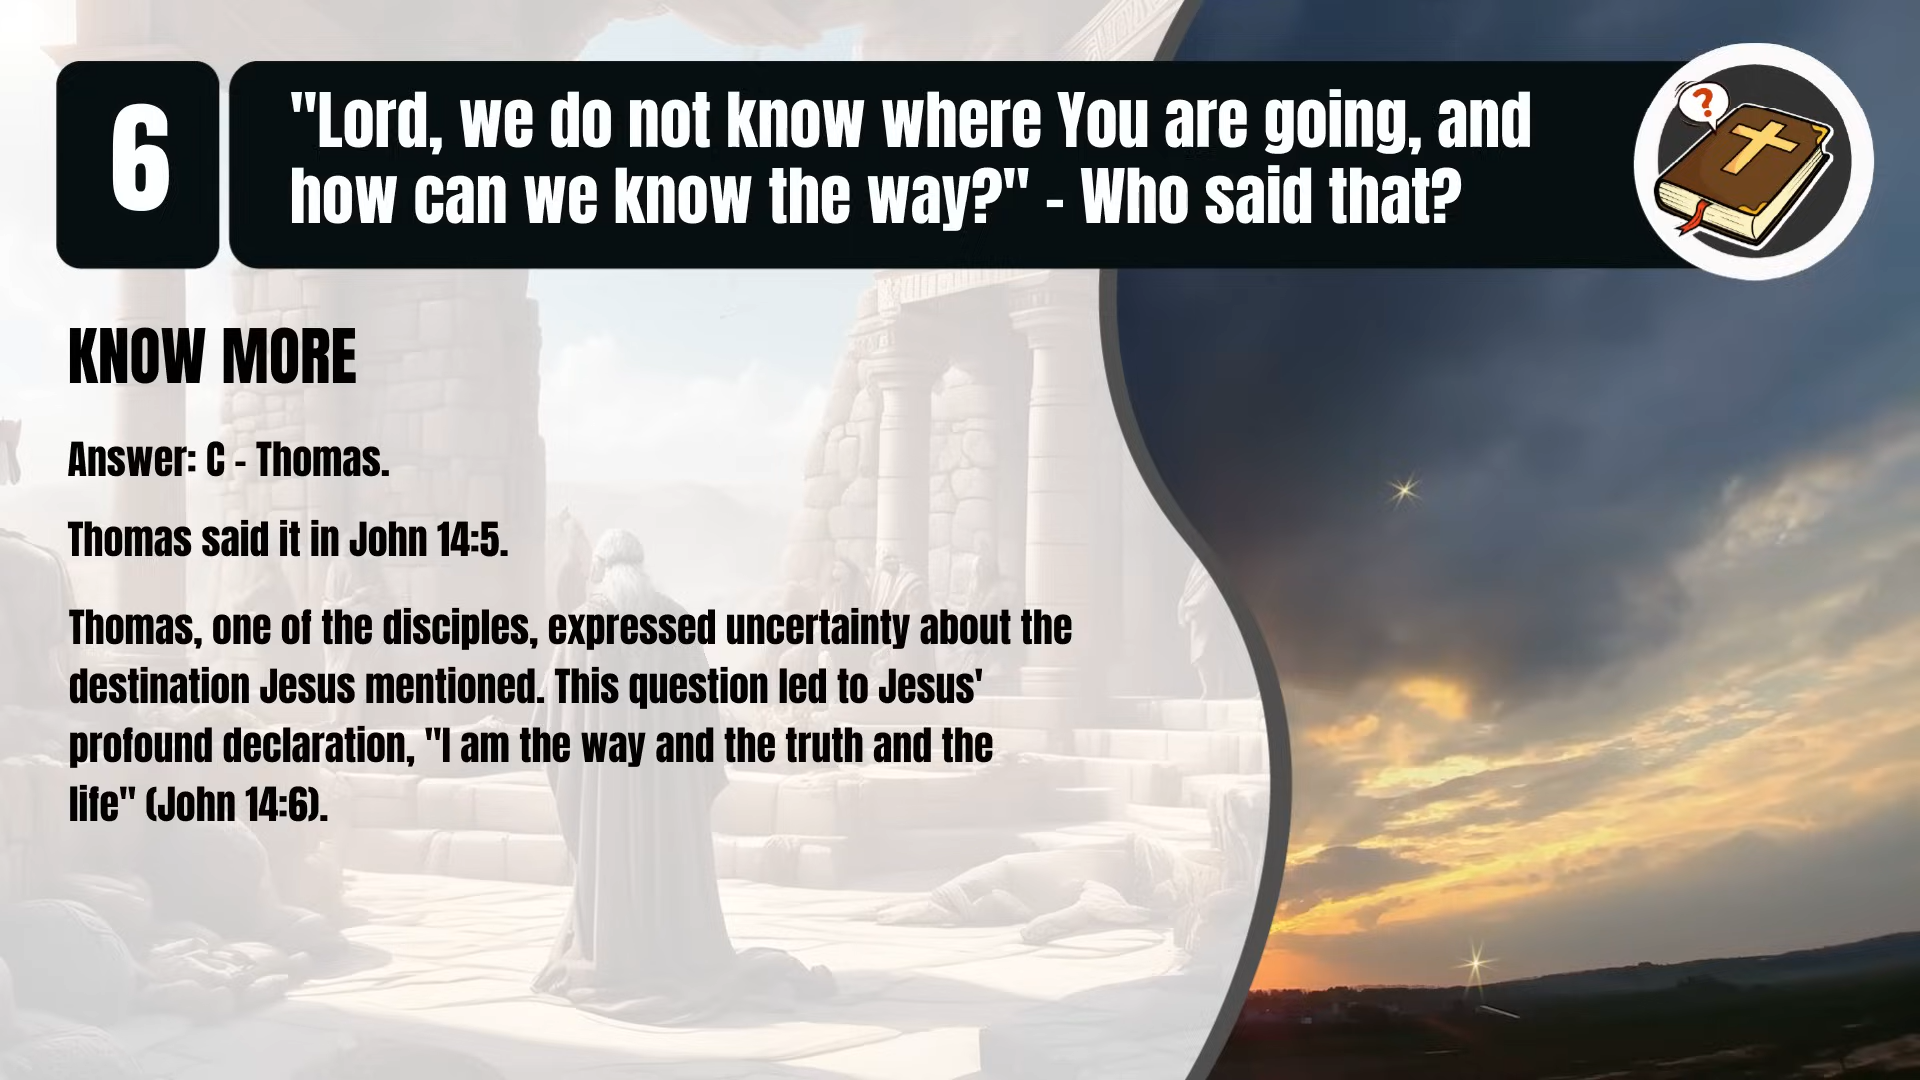 6
"Lord, we do not know where You are going, and
how can we know the way?" - Who said that?
?
KNOW MORE
Answer: C - Thomas.
Thomas said it in John 14:5.
Thomas, one of the disciples, expressed uncertainty about the
destination Jesus mentioned. This question led to Jesus'
profound declaration, "I am the way and the truth and the
life" (John 14:6).